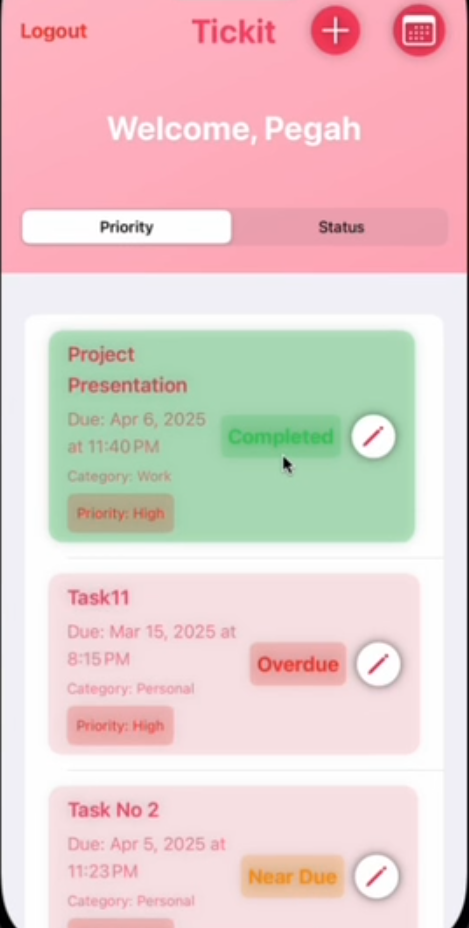 Logout
Tickit
Welcome, Pegah
Priority
Status
Project
Presentation
Due: Apr 6, 2025
at 11:40 PM
Completed
Category: Work
Priority: High
Task11
Due: Mar 15, 2025 at
8:15 PM
Overdue
Category: Personal
Priority: High
Task No 2
Due: Apr 5, 2025 at
11:23 PM
Near Due
Category: Personal